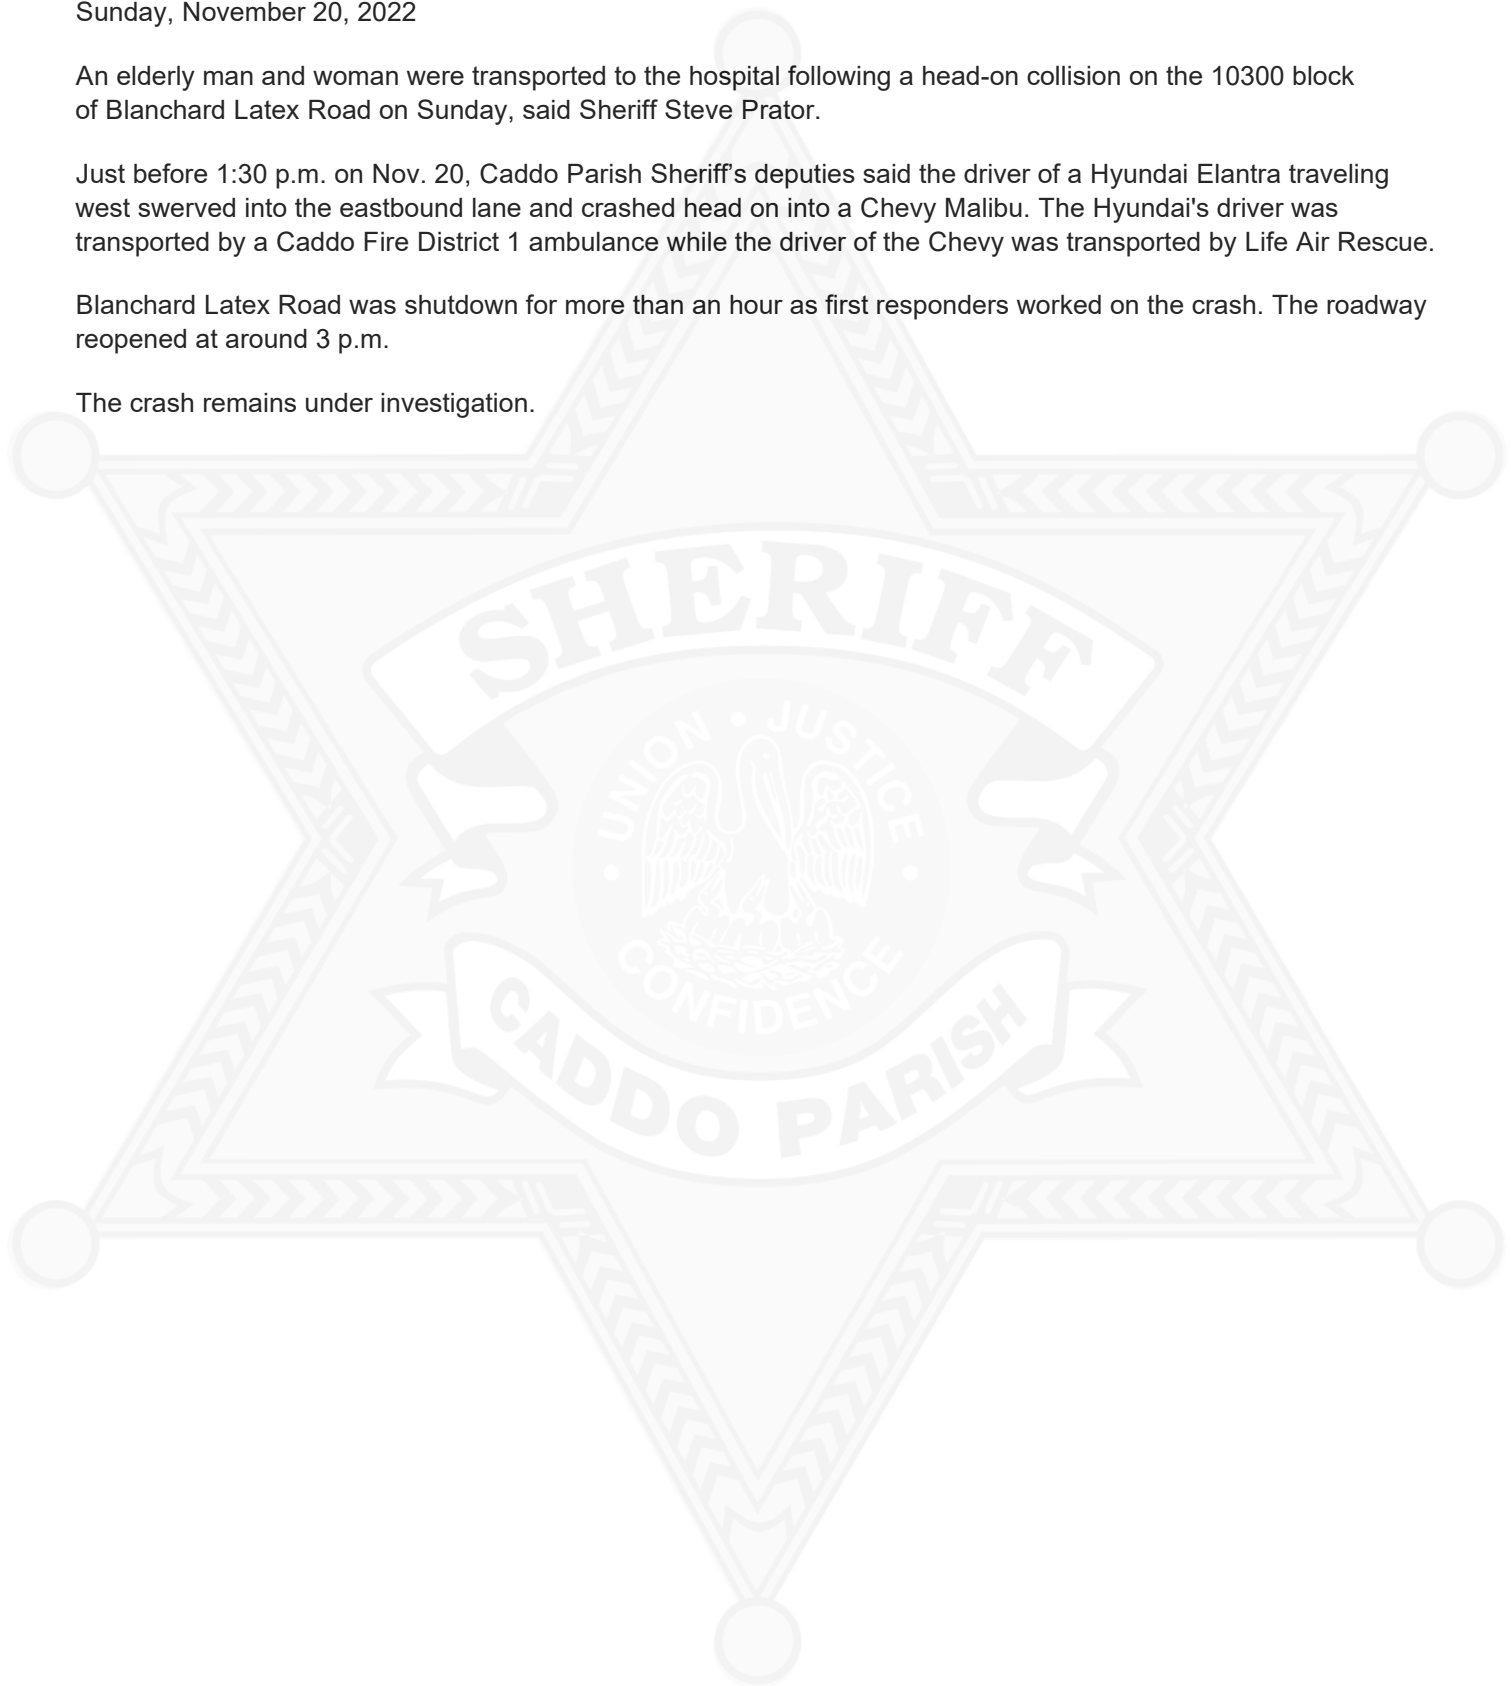 Sunday, November 20, 2022
An elderly man and woman were transported to the hospital following a head-on collision on the 10300 block
of Blanchard Latex Road on Sunday, said Sheriff Steve Prator.
Just before 1:30 p.m. on Nov. 20, Caddo Parish Sheriff’s deputies said the driver of a Hyundai Elantra traveling
west swerved into the eastbound lane and crashed head on into a Chevy Malibu. The Hyundai's driver was
transported by a Caddo Fire District 1 ambulance while the driver of the Chevy was transported by Life Air Rescue.
Blanchard Latex Road was shutdown for more than an hour as first responders worked on the crash. The roadway
reopened at around 3 p.m.
The crash remains under investigation.
SHERIFF
UNION • JUSTICE
• CONFIDENCE •
CADDO PARISH